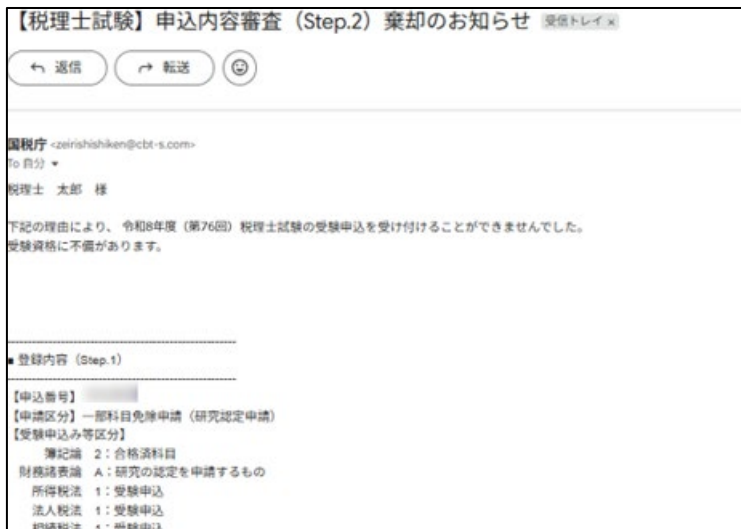 【税理士試験】申込内容審査（Step.2）棄却のお知らせ 受信トレイ ×
返信 転送
国税庁 <zeirishishiken@cbt-s.com>
To 自分
税理士 太郎 様
下記の理由により、 令和8年度（第76回）税理士試験の受験申込を受け付けることができませんでした。
受験資格に不備があります。
■ 登録内容（Step.1）
【申込番号】
【申請区分】一部科目免除申請（研究認定申請）
【受験申込み等区分】
簿記論 2：合格済科目
財務諸表論 A：研究の認定を申請するもの
所得税法 1：受験申込
法人税法 1：受験申込
相続税法 1：受験申込